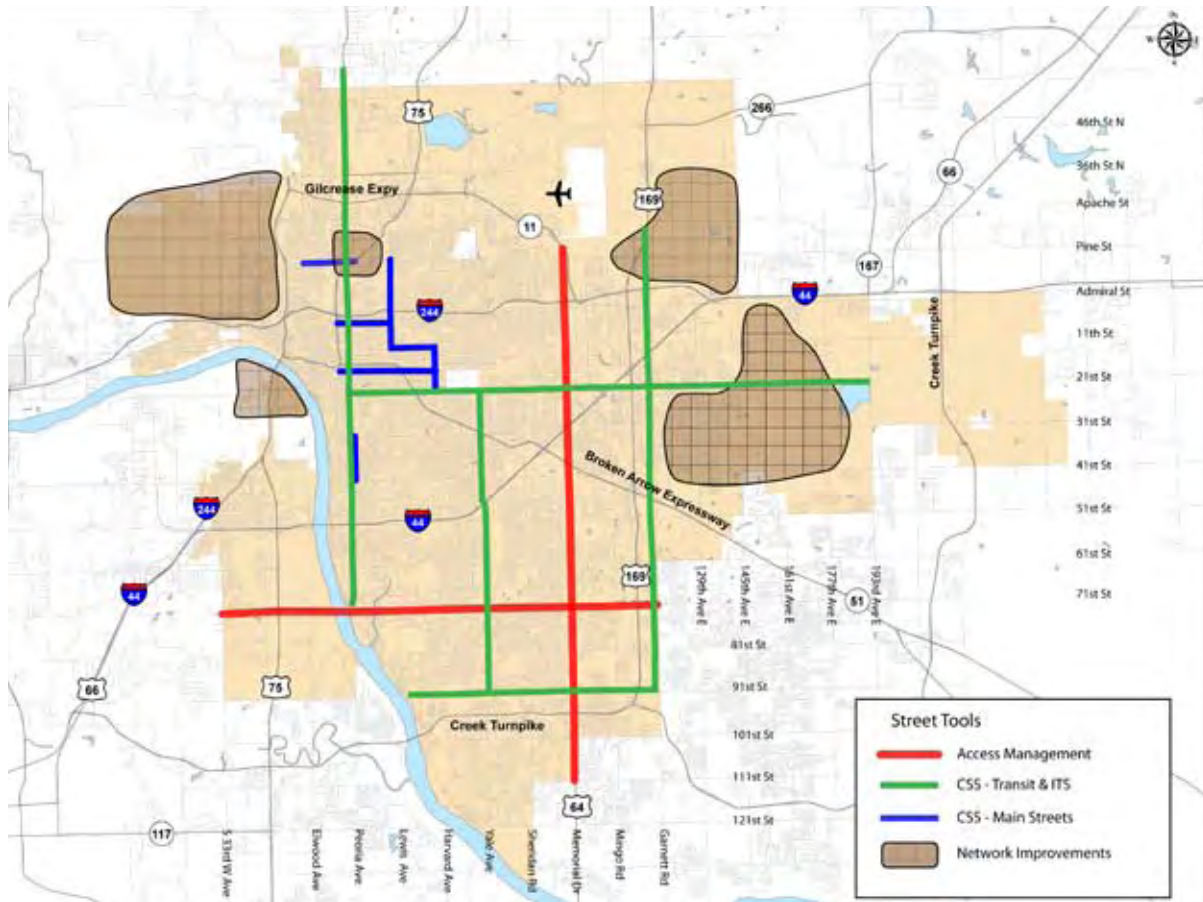 W
75
266
46th St N
36th St N
66
Gilcrease Expy
169
Apache St
11
Pine St
167
Admiral St
44
244
11th St
Creek Turnpike
21st St
31st St
Broken Arrow Expressway
41st St
244
44
51st St
61st St
169
129th Ave E
145th Ave E
161st Ave E
177th Ave E
193rd Ave E
44
71st St
51
81st St
66
75
91st St
Creek Turnpike
101st St
111st St
64
121st St
117
S 33rd W Ave
Elwood Ave
Peoria Ave
Lewis Ave
Harvard Ave
Yale Ave
Sheridan Rd
Memorial Dr
Mingo Rd
Garnett Rd
Street Tools
Access Management
CSS - Transit & ITS
CSS - Main Streets
Network Improvements